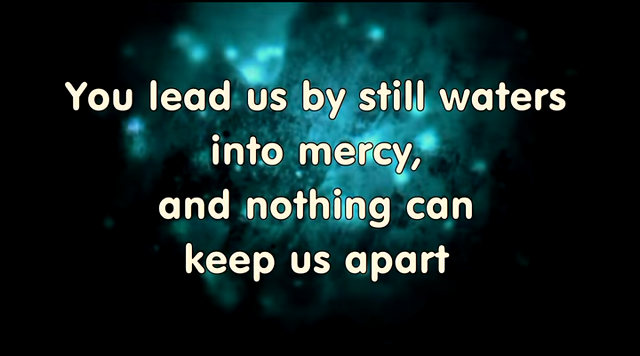 You lead us by still waters
into mercy,
and nothing can
keep us apart